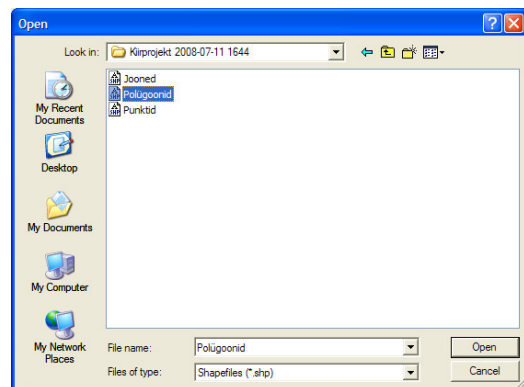 Open
Look in:
Kiirprojekt 2008-07-11 1644
My Recent
Documents
Desktop
My Documents
My Computer
My Network
Places
Jooned
Polügoonid
Punktid
File name:
Polügoonid
Open
Files of type:
Shapefiles (*.shp)
Cancel